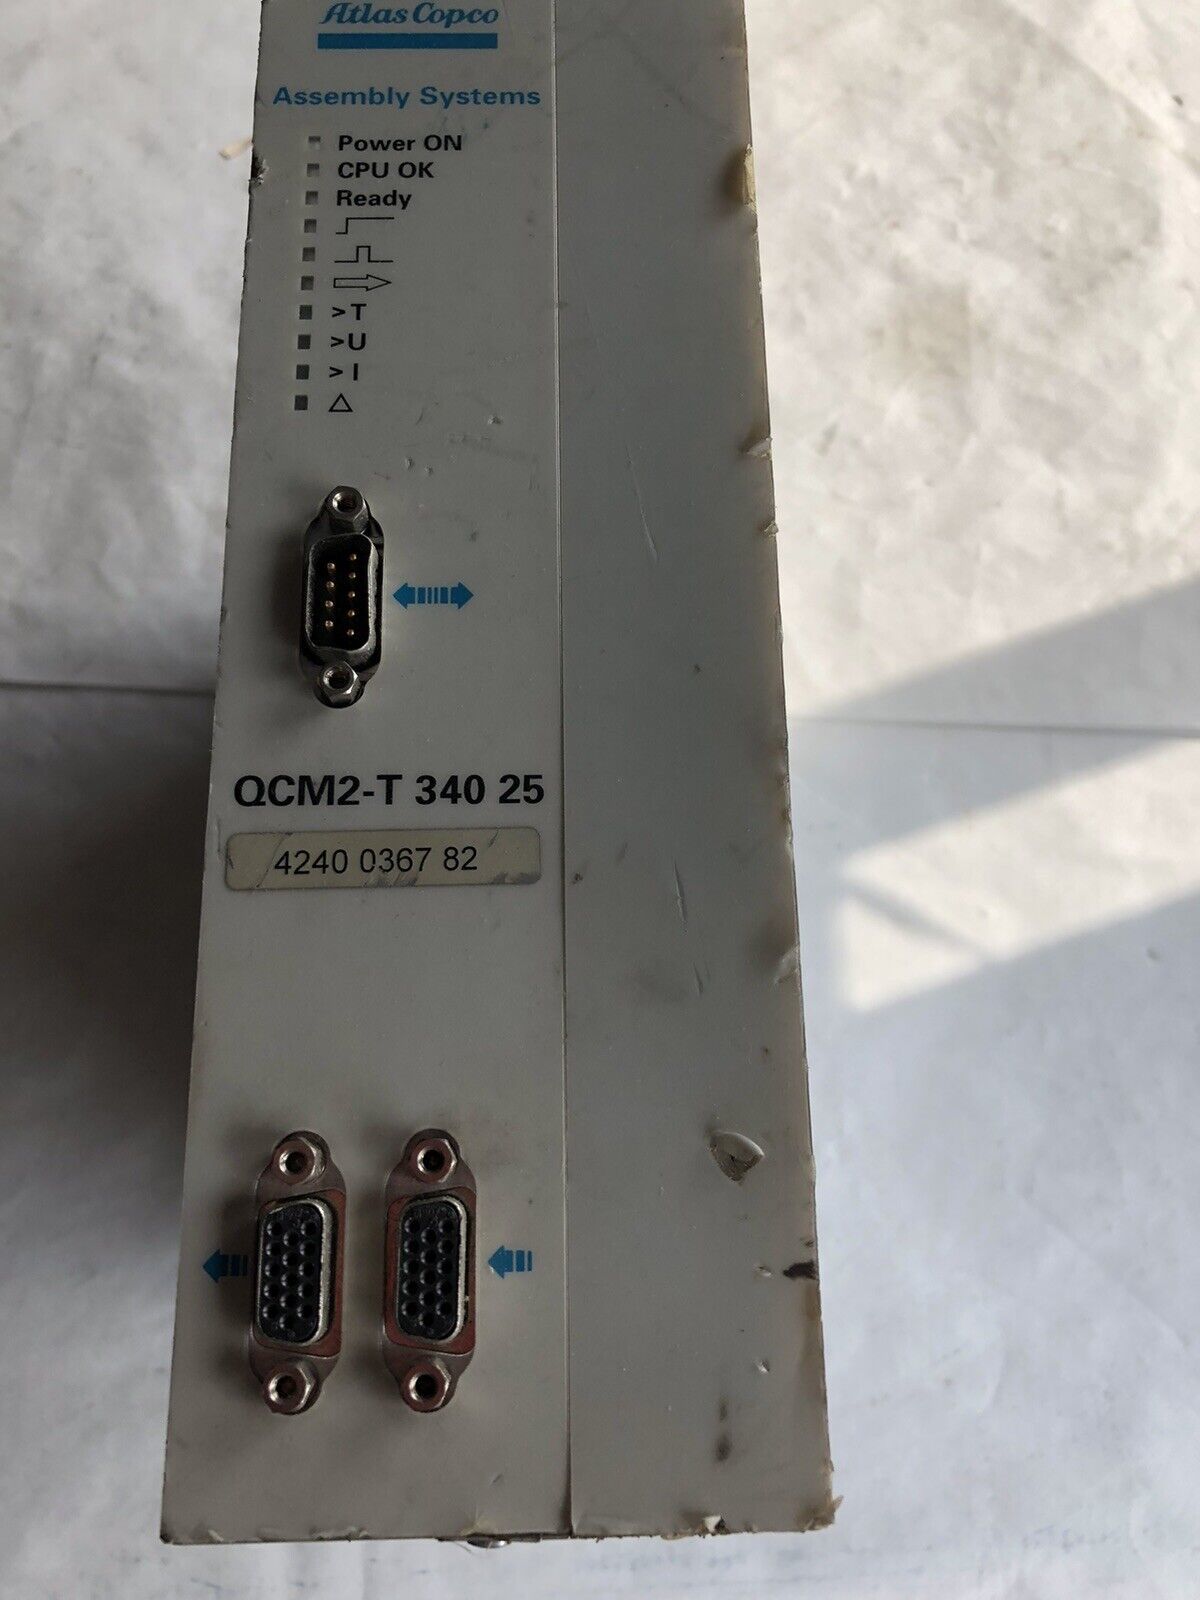 Atlas Copco
Assembly Systems
Power ON
CPU OK
Ready
>T
>U
>I
QCM2-T 340 25
4240 0367 82